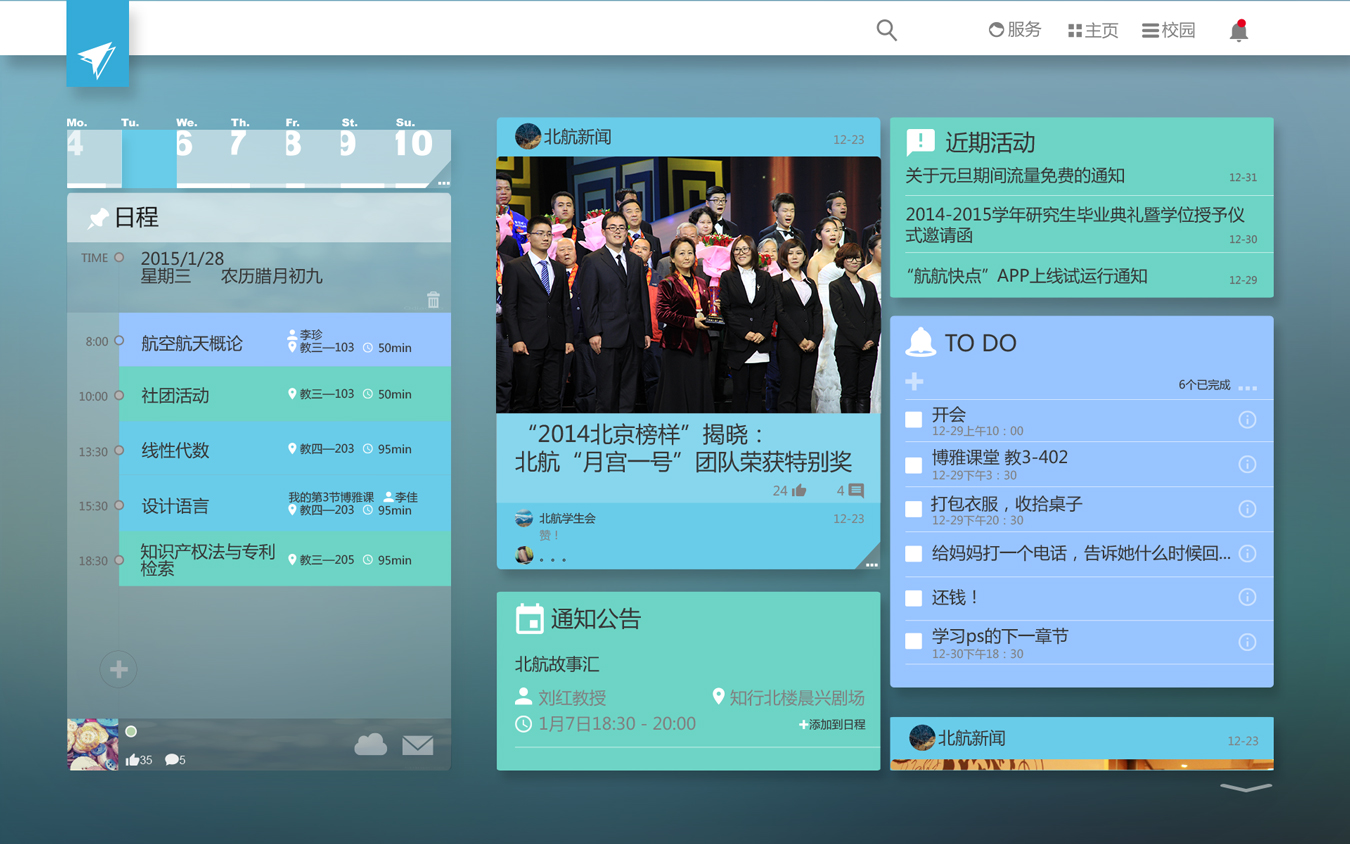 服务
主页
校园
Mo. Tu. We. Th. Fr. St. Su.
4 6 7 8 9 10
日程
TIME
2015/1/28
星期三 农历腊月初九
8:00
航空航天概论
李珍
教三—103 50min
10:00
社团活动
教三—103 50min
13:30
线性代数
教四—203 95min
15:30
设计语言
我的第3节博雅课 李佳
教四—203 95min
18:30
知识产权法与专利
检索
教三—205 95min
35 5
北航新闻 12-23
“2014北京榜样”揭晓：
北航“月宫一号”团队荣获特别奖
24 4
北航学生会 12-23
赞！
通知公告
北航故事汇
刘红教授 知行北楼晨兴剧场
1月7日18:30 - 20:00 添加到日程
近期活动
关于元旦期间流量免费的通知 12-31
2014-2015学年研究生毕业典礼暨学位授予仪
式邀请函 12-30
“航航快点”APP上线试运行通知 12-29
TO DO
6个已完成
开会
12-29上午10：00
博雅课堂 教3-402
12-29下午3：30
打包衣服，收拾桌子
12-29下午20：30
给妈妈打一个电话，告诉她什么时候回...
还钱！
学习ps的下一章节
12-30下午18：30
北航新闻 12-23